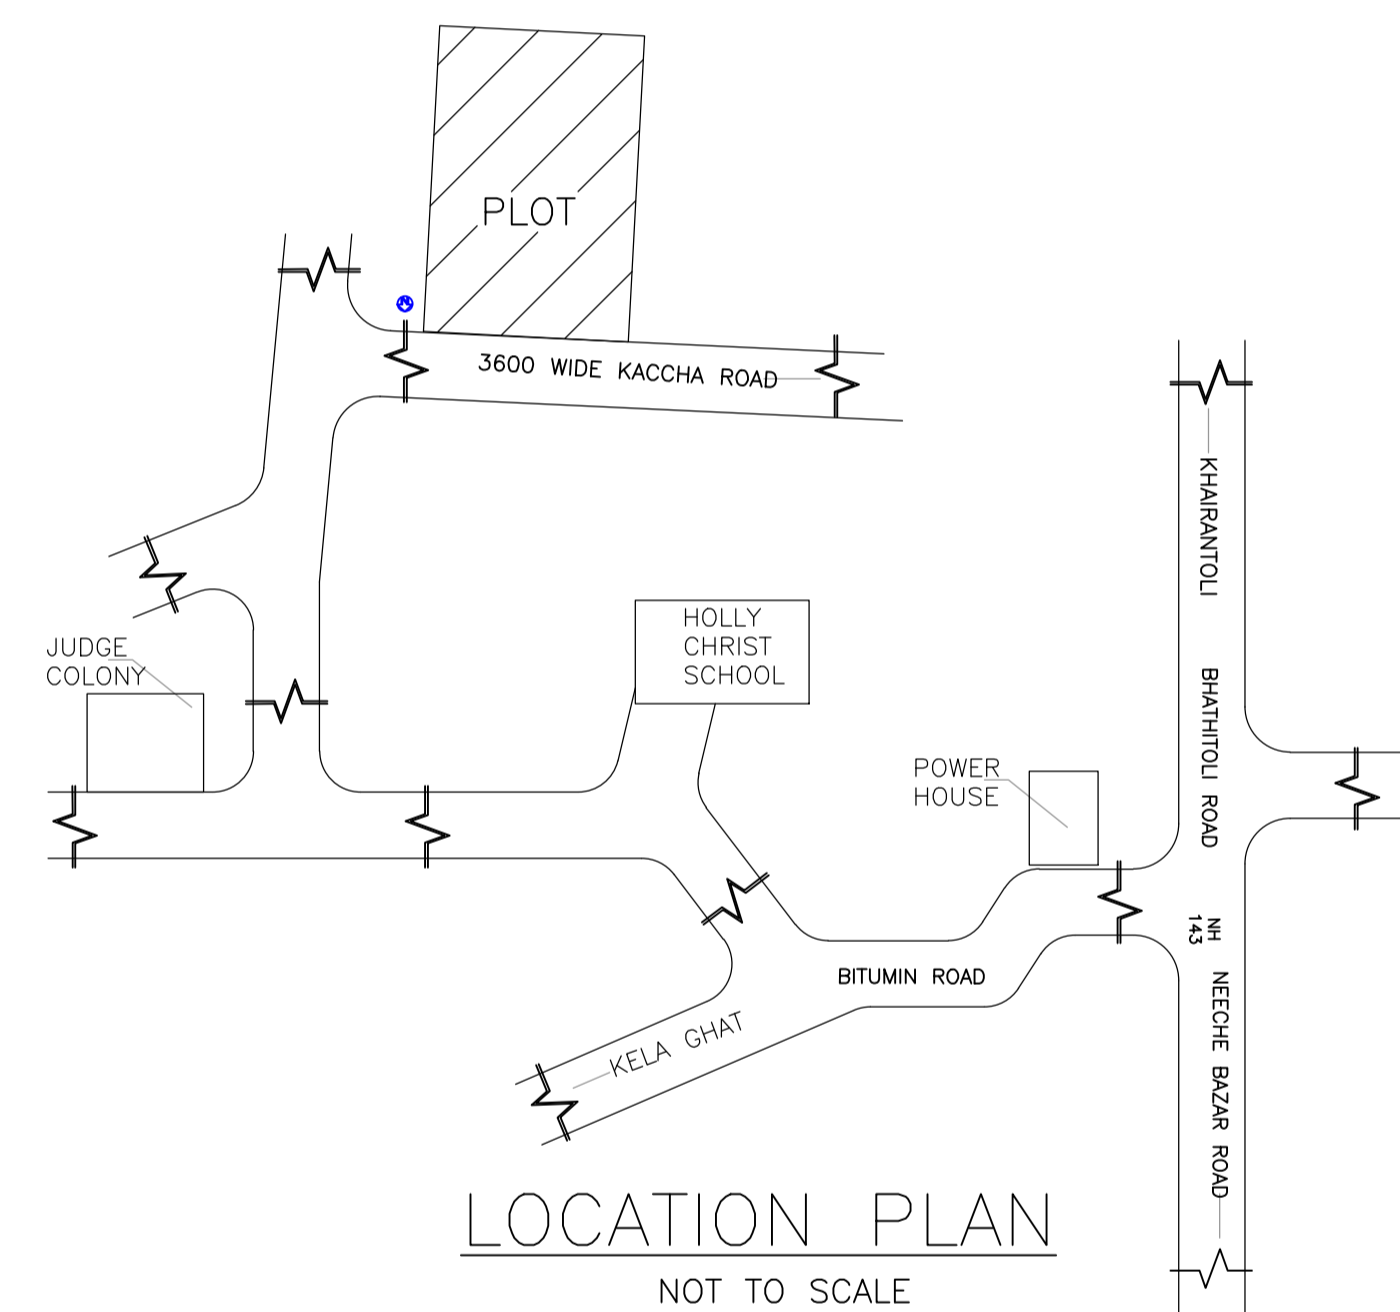 PLOT
3600 WIDE KACCHA ROAD
KHAIRANTOLI BHATHITOLI ROAD
HOLLY
CHRIST
SCHOOL
JUDGE
COLONY
POWER
HOUSE
NH
143
BITUMIN ROAD
NEECHE BAZAR ROAD
KELA GHAT
LOCATION PLAN
NOT TO SCALE